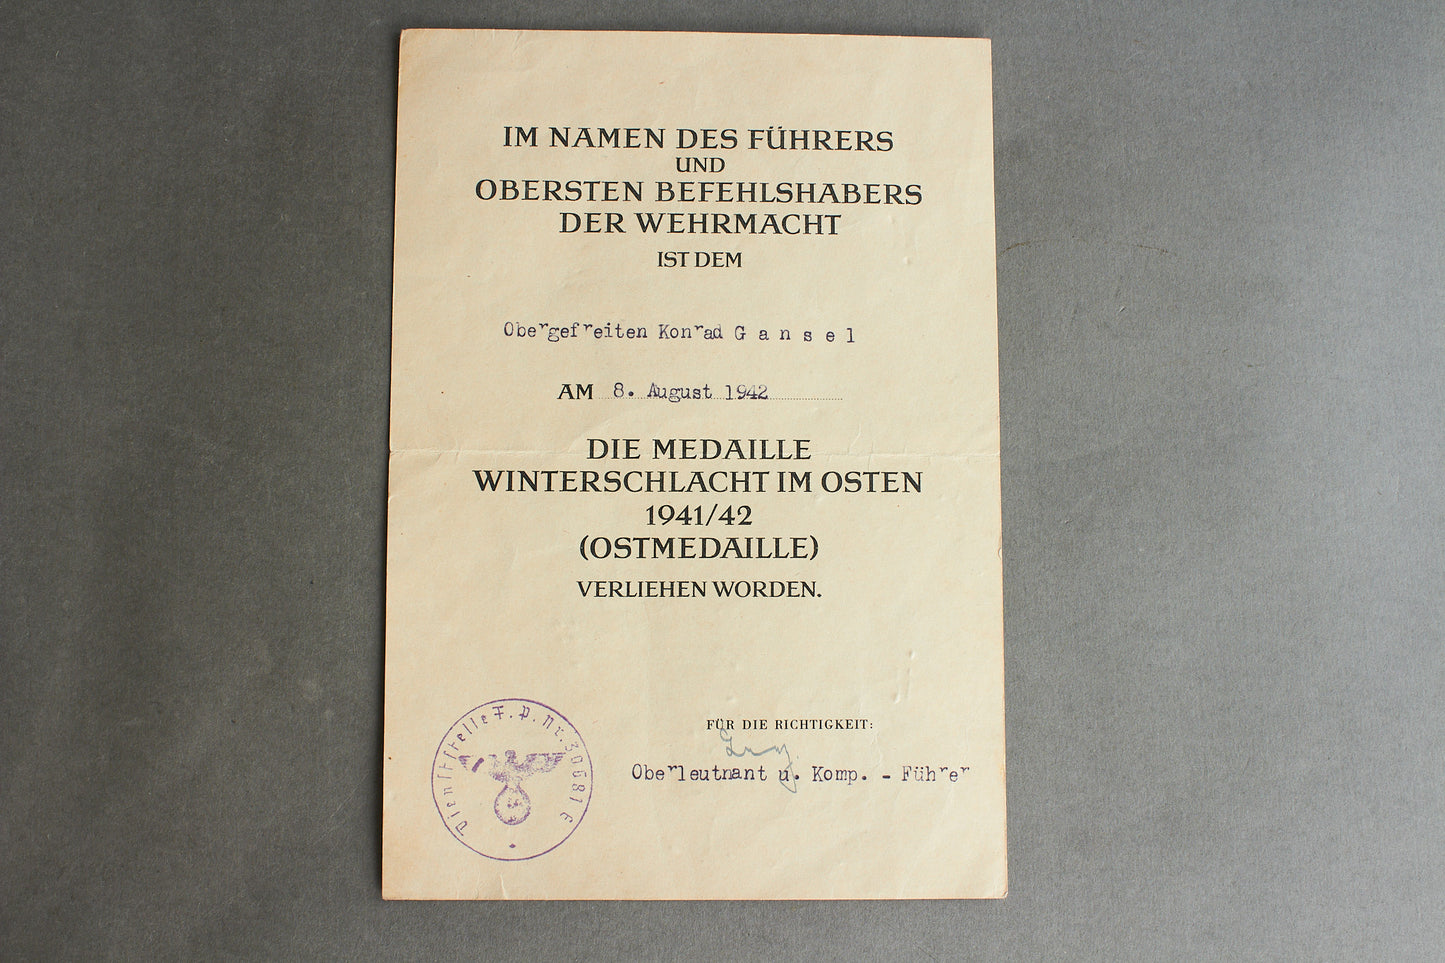 IM NAMEN DES FÜHRERS
UND
OBERSTEN BEFEHLSHABERS
DER WEHRMACHT
IST DEM
Obergefreiten Konrad G a n s e l
AM 8. August 1942
DIE MEDAILLE
WINTERSCHLACHT IM OSTEN
1941/42
(OSTMEDAILLE)
VERLIEHEN WORDEN.
FÜR DIE RICHTIGKEIT:
Oberleutnant u. Komp. - Führer
Dienststelle F. P. Nr. 30681 E